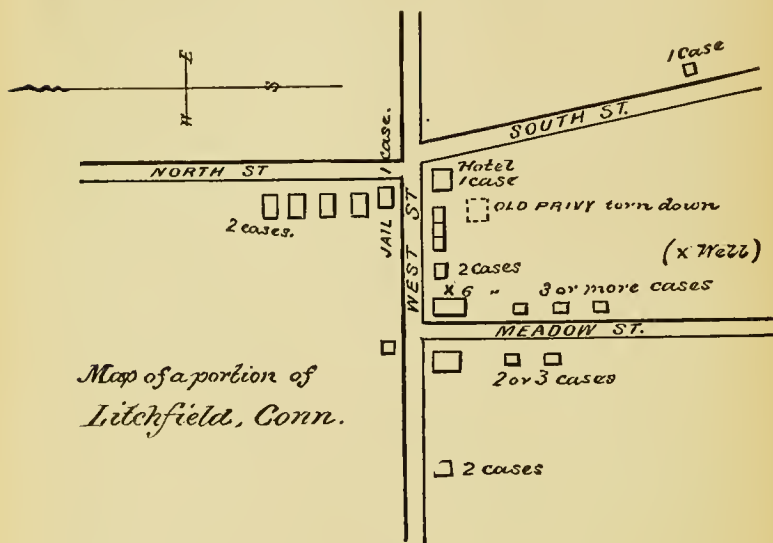 E
S
W
1 Case
SOUTH ST.
NORTH ST
1 case.
JAIL
WEST ST
Hotel
1 case
OLD PRIVY torn down
2 cases.
2 cases
(x Well)
x 6 "
3 or more cases
MEADOW ST.
2 or 3 cases
Map of a portion of
Litchfield, Conn.
2 cases